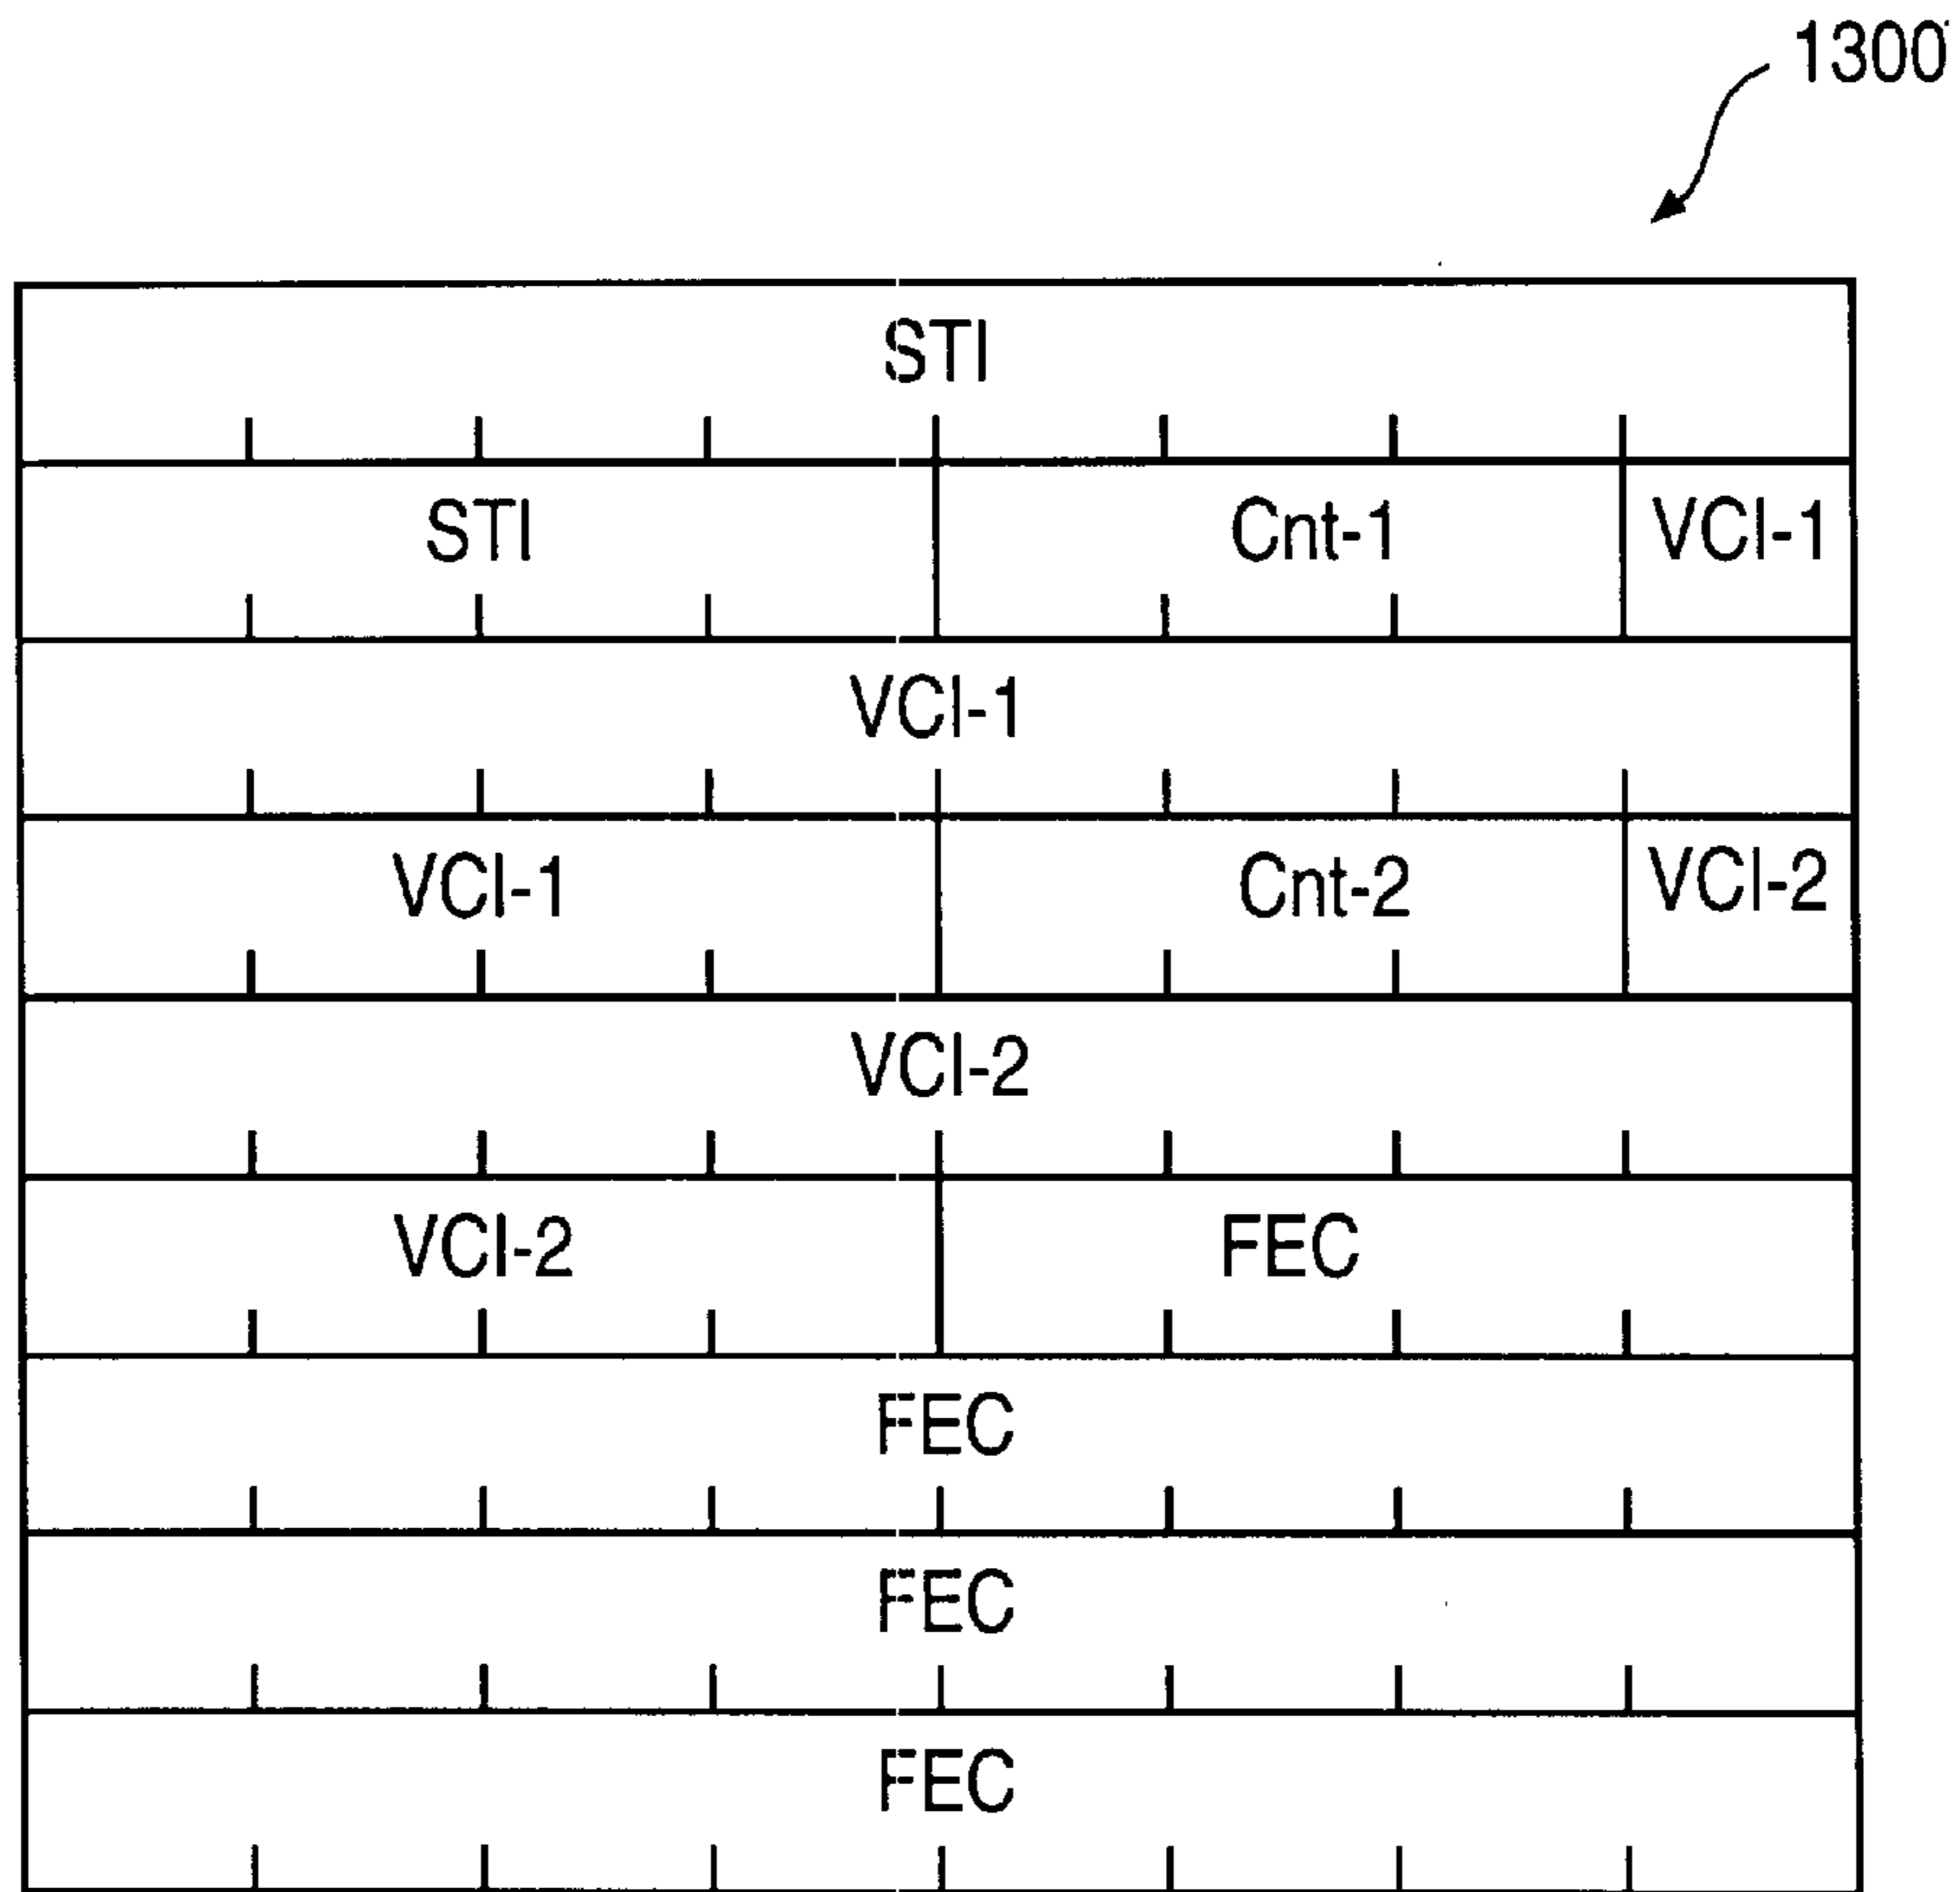 1300
STI
STI Cnt-1 VCI-1
VCI-1
VCI-1 Cnt-2 VCI-2
VCI-2
VCI-2 FEC
FEC
FEC
FEC